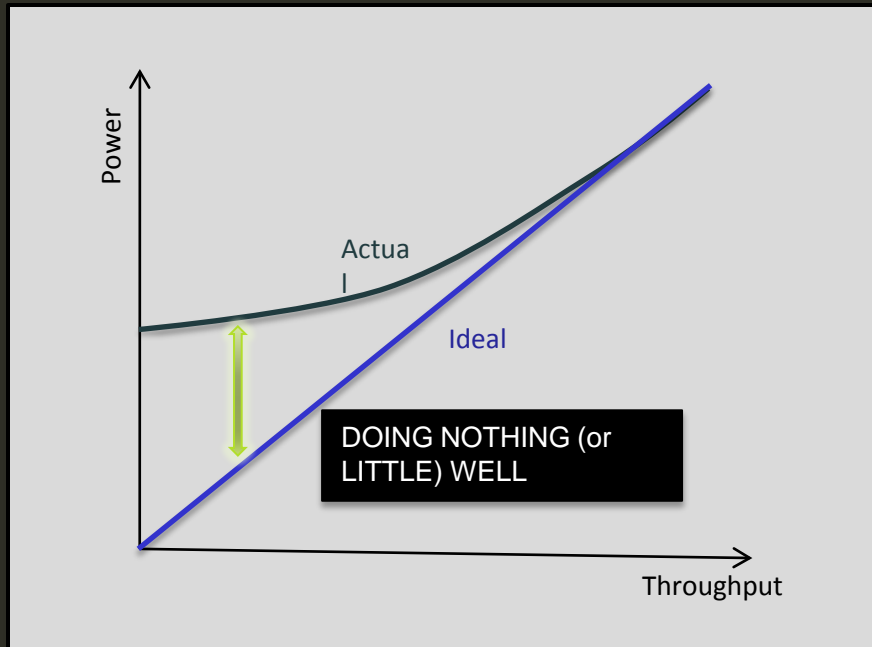 Power
Actua
l
Ideal
DOING NOTHING (or
LITTLE) WELL
Throughput